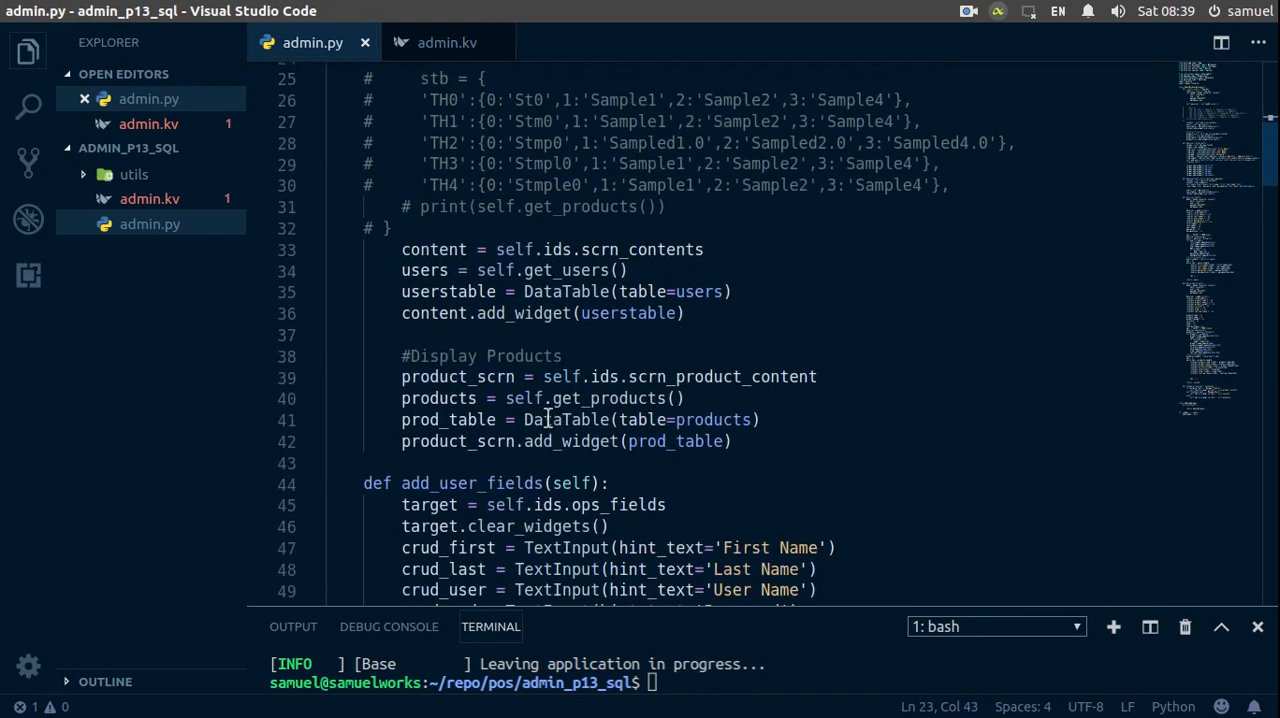 admin.py - admin_p13_sql - Visual Studio Code
EN
Sat 08:39
samuel
EXPLORER
OPEN EDITORS
admin.py
admin.kv 1
ADMIN_P13_SQL
utils
admin.kv 1
admin.py
OUTLINE
admin.py
admin.kv
25 # stb = {
26 # 'TH0':{0:'St0',1:'Sample1',2:'Sample2',3:'Sample4'},
27 # 'TH1':{0:'Stm0',1:'Sample1',2:'Sample2',3:'Sample4'},
28 # 'TH2':{0:'Stmp0',1:'Sampled1.0',2:'Sampled2.0',3:'Sampled4.0'},
29 # 'TH3':{0:'Stmpl0',1:'Sample1',2:'Sample2',3:'Sample4'},
30 # 'TH4':{0:'Stmple0',1:'Sample1',2:'Sample2',3:'Sample4'},
31 # print(self.get_products())
32 # }
33 content = self.ids.scrn_contents
34 users = self.get_users()
35 userstable = DataTable(table=users)
36 content.add_widget(userstable)
37
38 #Display Products
39 product_scrn = self.ids.scrn_product_content
40 products = self.get_products()
41 prod_table = DataTable(table=products)
42 product_scrn.add_widget(prod_table)
43
44 def add_user_fields(self):
45 target = self.ids.ops_fields
46 target.clear_widgets()
47 crud_first = TextInput(hint_text='First Name')
48 crud_last = TextInput(hint_text='Last Name')
49 crud_user = TextInput(hint_text='User Name')
OUTPUT DEBUG CONSOLE TERMINAL 1: bash
[INFO ] [Base ] Leaving application in progress...
samuel@samuelworks:~/repo/pos/admin_p13_sql$
1 0 Ln 23, Col 43 Spaces: 4 UTF-8 LF Python